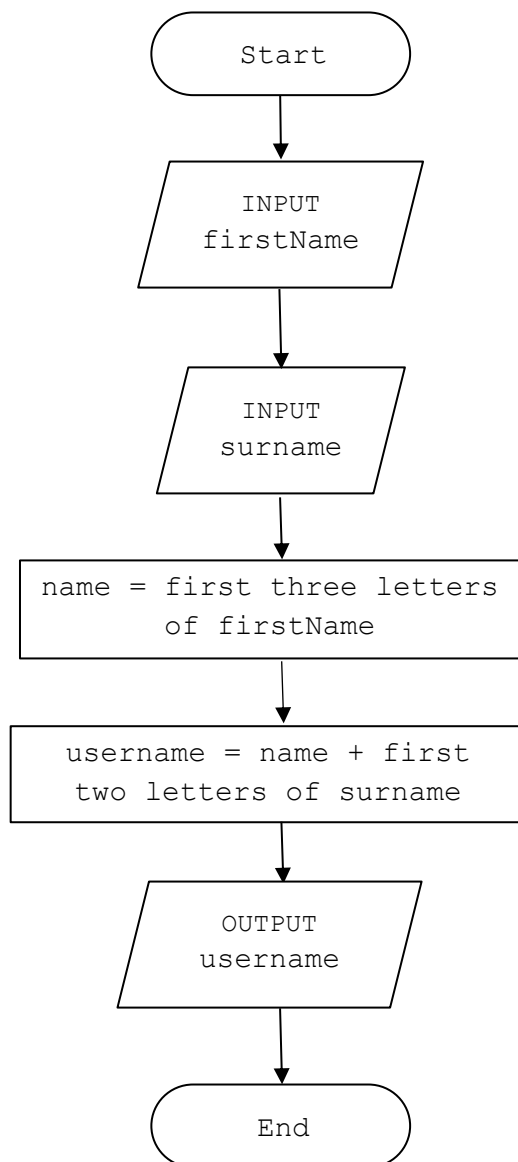 Start
INPUT
firstName
INPUT
surname
name = first three letters
of firstName
username = name + first
two letters of surname
OUTPUT
username
End